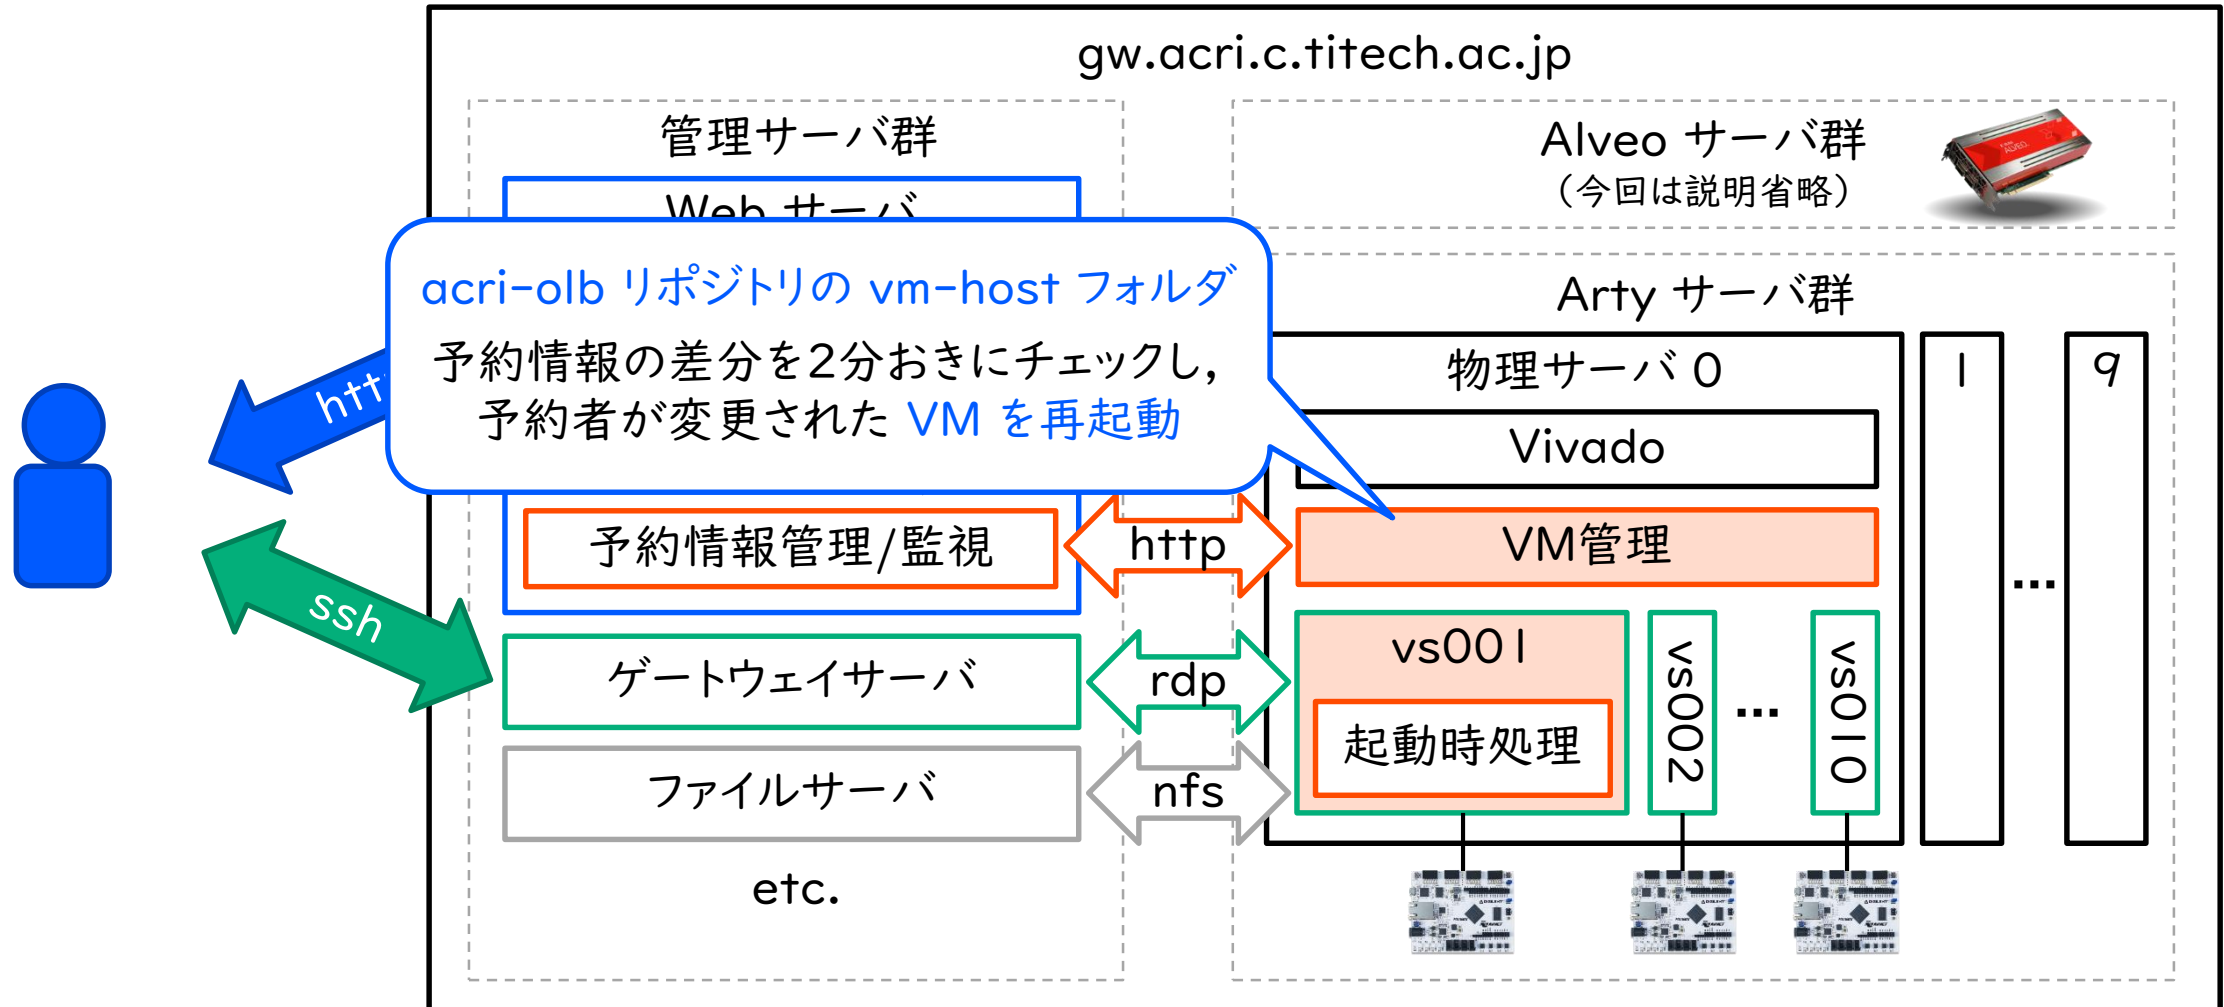 gw.acri.c.titech.ac.jp
管理サーバ群
Web サーバ
acri-olb リポジトリの vm-host フォルダ
予約情報の差分を2分おきにチェックし,
予約者が変更された VM を再起動
予約情報管理/監視
ゲートウェイサーバ
ファイルサーバ
etc.
ssh
http
rdp
nfs
Alveo サーバ群
(今回は説明省略)
ALVEO
Arty サーバ群
物理サーバ 0
Vivado
VM管理
vs001
起動時処理
vs002
...
vs010
1
...
9